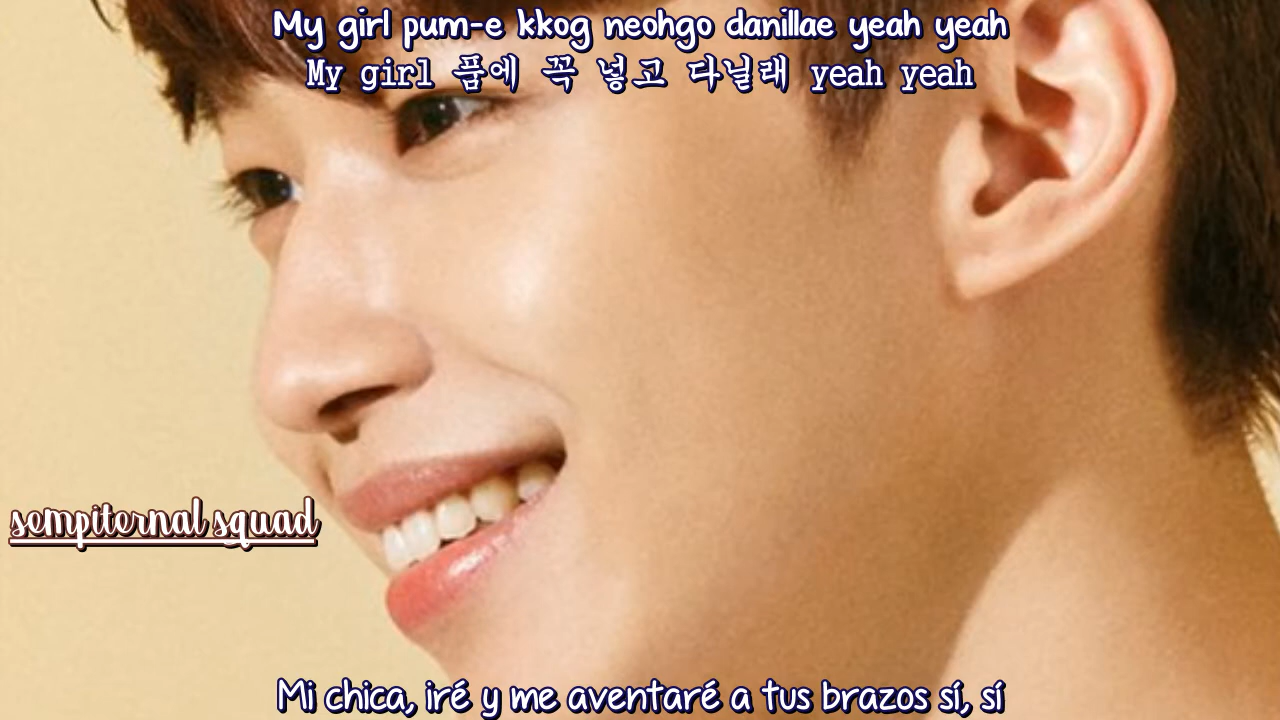 My girl pum-e kkog neohgo danillae yeah yeah
My girl 품에 꼭 넣고 다닐래 yeah yeah
sempiternal squad
Mi chica, iré y me aventaré a tus brazos sí, sí